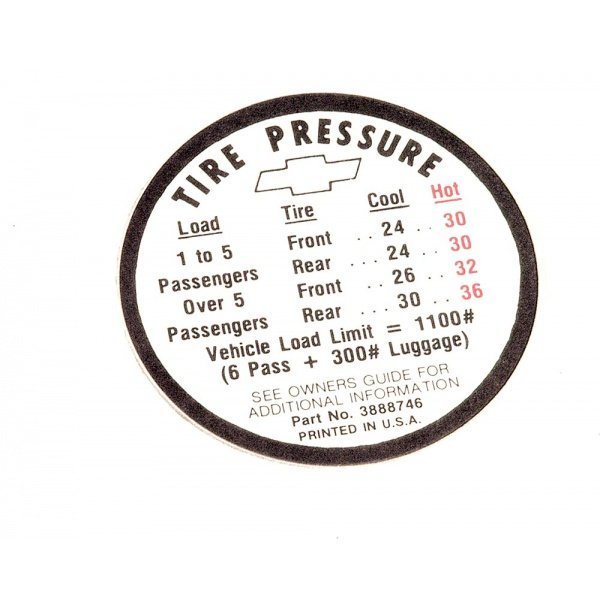 TIRE PRESSURE
Load Tire Cool Hot
1 to 5 Front . . 24 . . 30
Passengers Rear . . . 24 . . 30
Over 5 Front . . 26 . . 32
Passengers Rear . . . 30 . . 36
Vehicle Load Limit = 1100#
(6 Pass + 300# Luggage)
SEE OWNERS GUIDE FOR
ADDITIONAL INFORMATION
Part No. 3888746
PRINTED IN U.S.A.